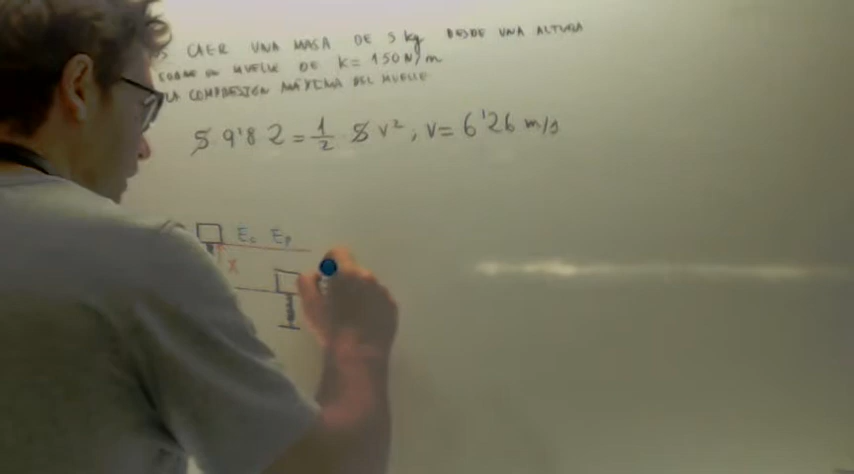 CAER UNA MASA DE 5 kg DESDE UNA ALTURA
SOBRE UN MUELLE DE K= 150 N/m
LA COMPRESIÓN MÁXIMA DEL MUELLE
5 9'8 2 = 1/2 5 v², v= 6'26 m/s
Ec Ep
x